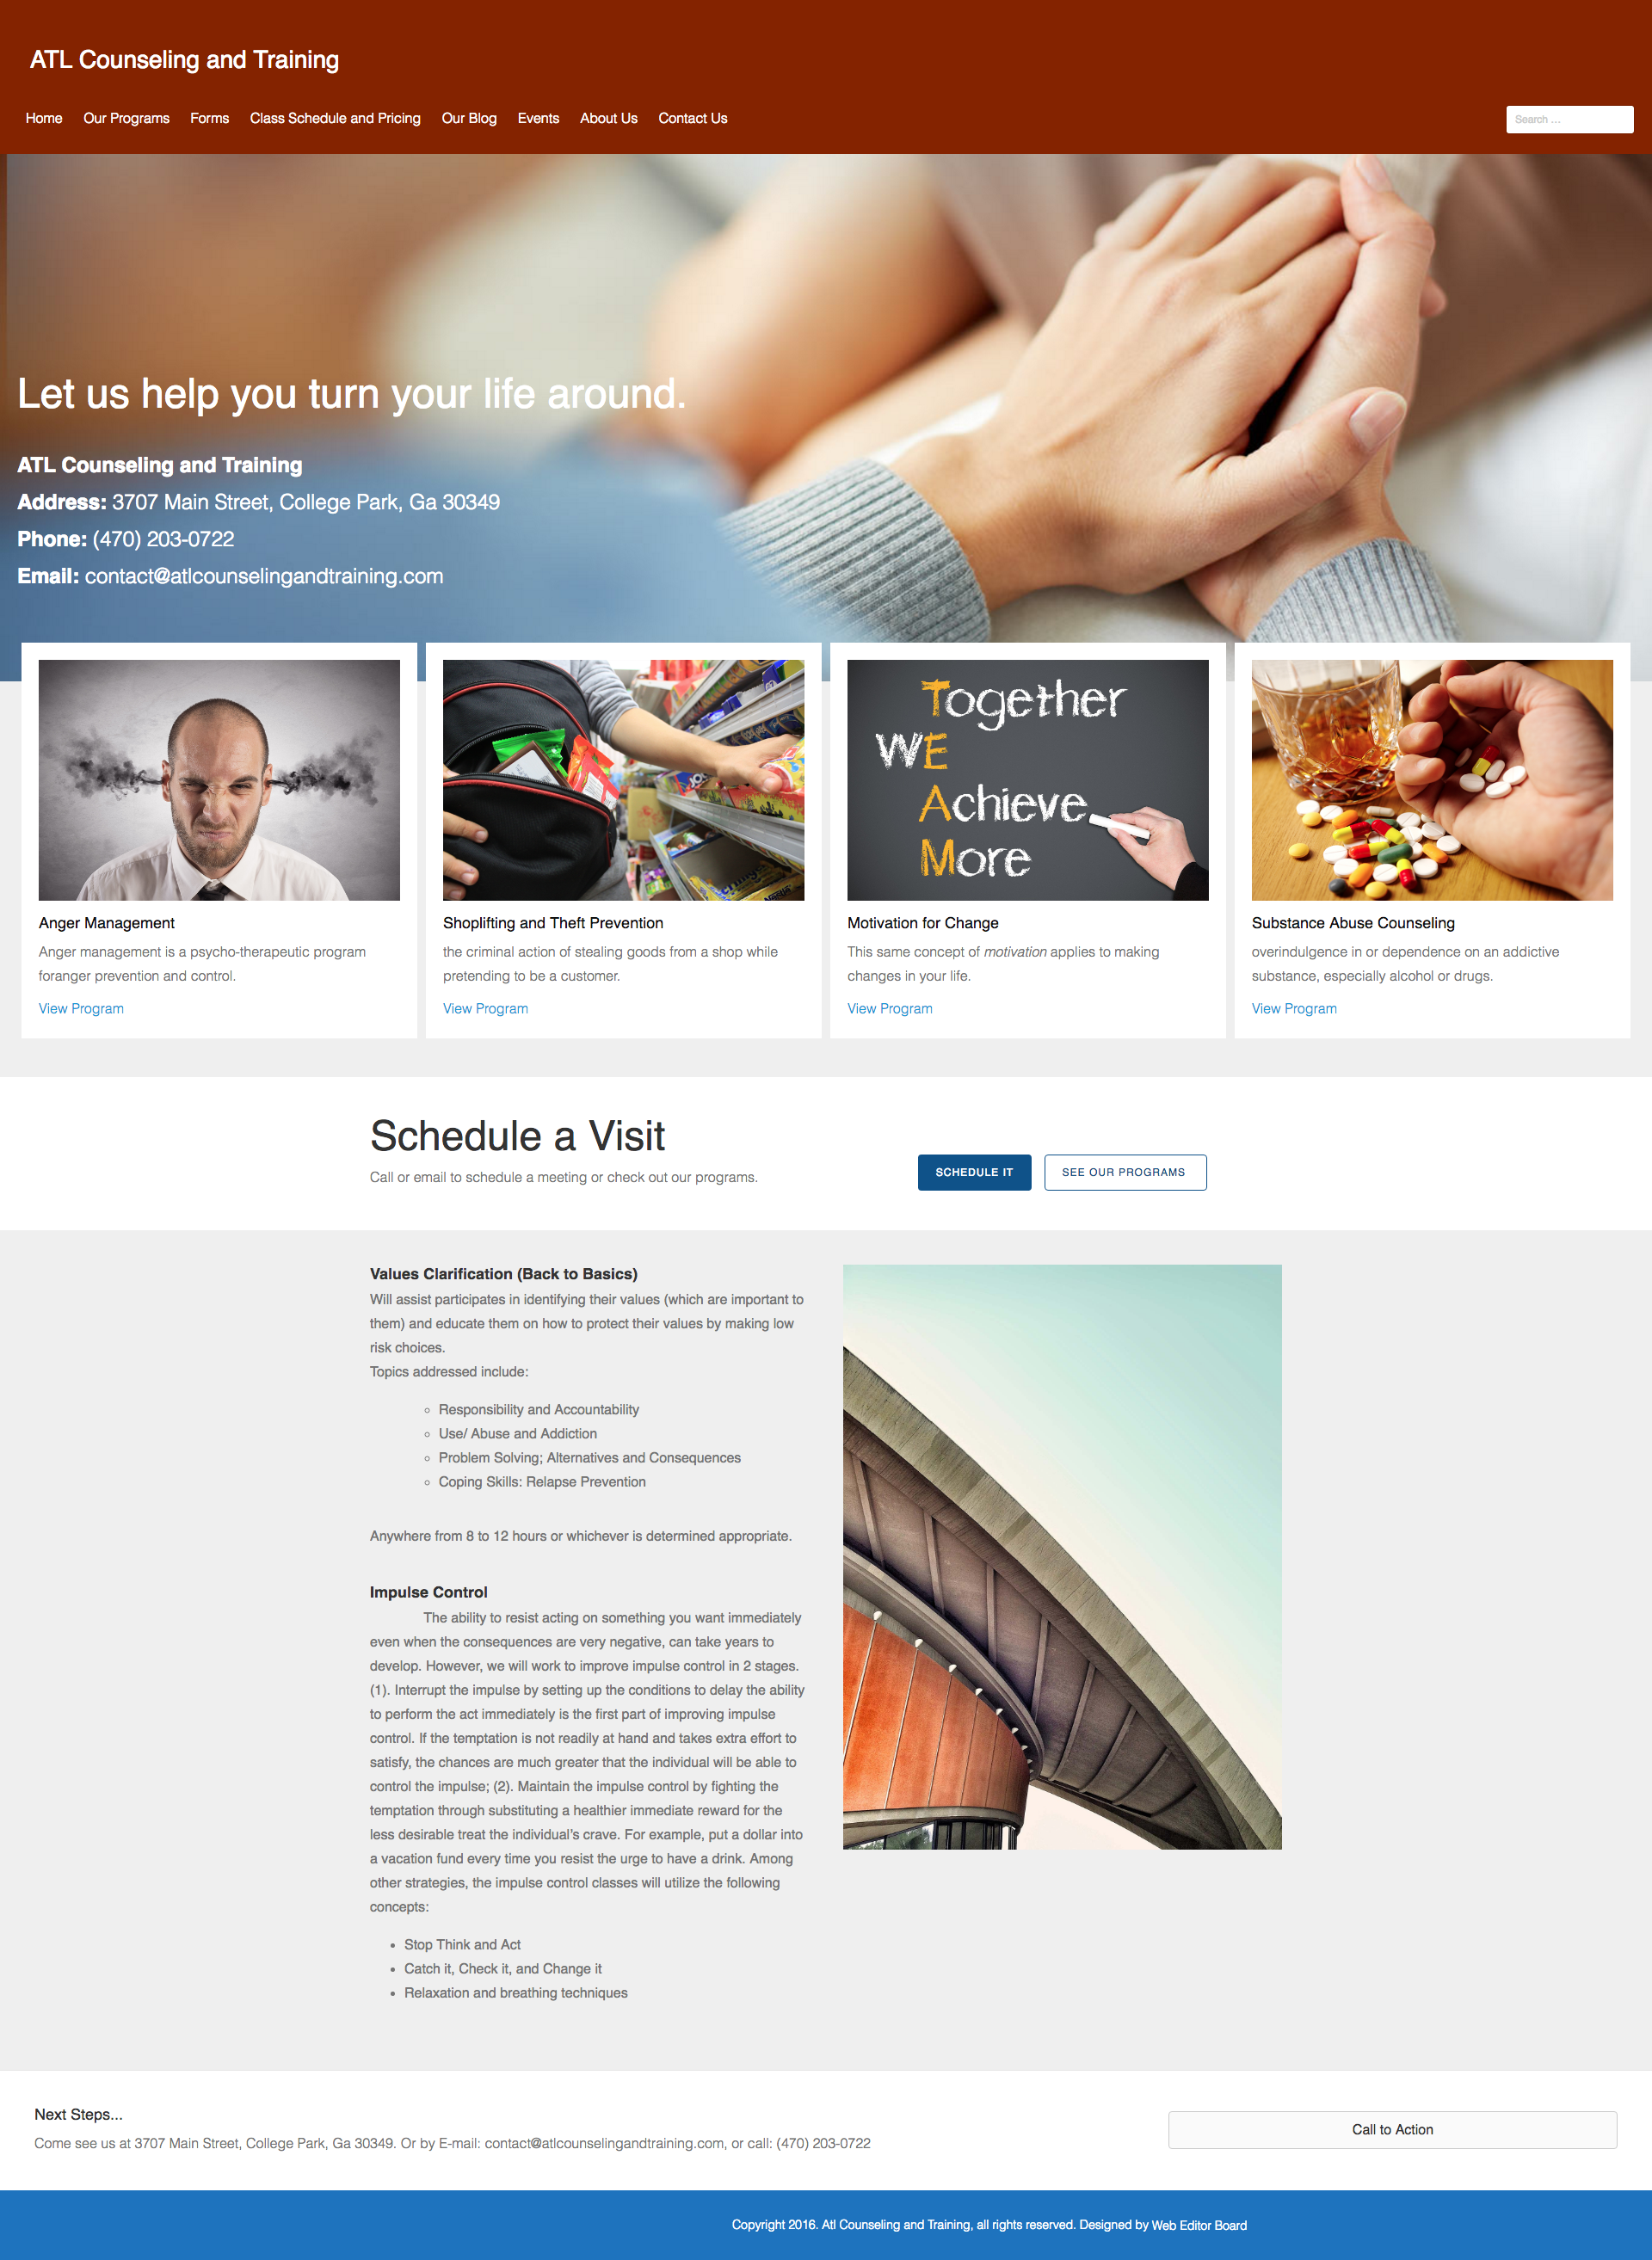 ATL Counseling and Training
Home Our Programs Forms Class Schedule and Pricing Our Blog Events About Us Contact Us
Search ...
Let us help you turn your life around.
ATL Counseling and Training
Address: 3707 Main Street, College Park, Ga 30349
Phone: (470) 203-0722
Email: contact@atlcounselingandtraining.com
Together
WE
Achieve
More
Anger Management
Anger management is a psycho-therapeutic program
foranger prevention and control.
View Program
Shoplifting and Theft Prevention
the criminal action of stealing goods from a shop while
pretending to be a customer.
View Program
Motivation for Change
This same concept of motivation applies to making
changes in your life.
View Program
Substance Abuse Counseling
overindulgence in or dependence on an addictive
substance, especially alcohol or drugs.
View Program
Schedule a Visit
Call or email to schedule a meeting or check out our programs.
SCHEDULE IT
SEE OUR PROGRAMS
Values Clarification (Back to Basics)
Will assist participates in identifying their values (which are important to
them) and educate them on how to protect their values by making low
risk choices.
Topics addressed include:
Responsibility and Accountability
Use/ Abuse and Addiction
Problem Solving; Alternatives and Consequences
Coping Skills: Relapse Prevention
Anywhere from 8 to 12 hours or whichever is determined appropriate.
Impulse Control
The ability to resist acting on something you want immediately
even when the consequences are very negative, can take years to
develop. However, we will work to improve impulse control in 2 stages.
(1). Interrupt the impulse by setting up the conditions to delay the ability
to perform the act immediately is the first part of improving impulse
control. If the temptation is not readily at hand and takes extra effort to
satisfy, the chances are much greater that the individual will be able to
control the impulse; (2). Maintain the impulse control by fighting the
temptation through substituting a healthier immediate reward for the
less desirable treat the individual's crave. For example, put a dollar into
a vacation fund every time you resist the urge to have a drink. Among
other strategies, the impulse control classes will utilize the following
concepts:
Stop Think and Act
Catch it, Check it, and Change it
Relaxation and breathing techniques
Next Steps...
Come see us at 3707 Main Street, College Park, Ga 30349. Or by E-mail: contact@atlcounselingandtraining.com, or call: (470) 203-0722
Call to Action
Copyright 2016. Atl Counseling and Training, all rights reserved. Designed by Web Editor Board